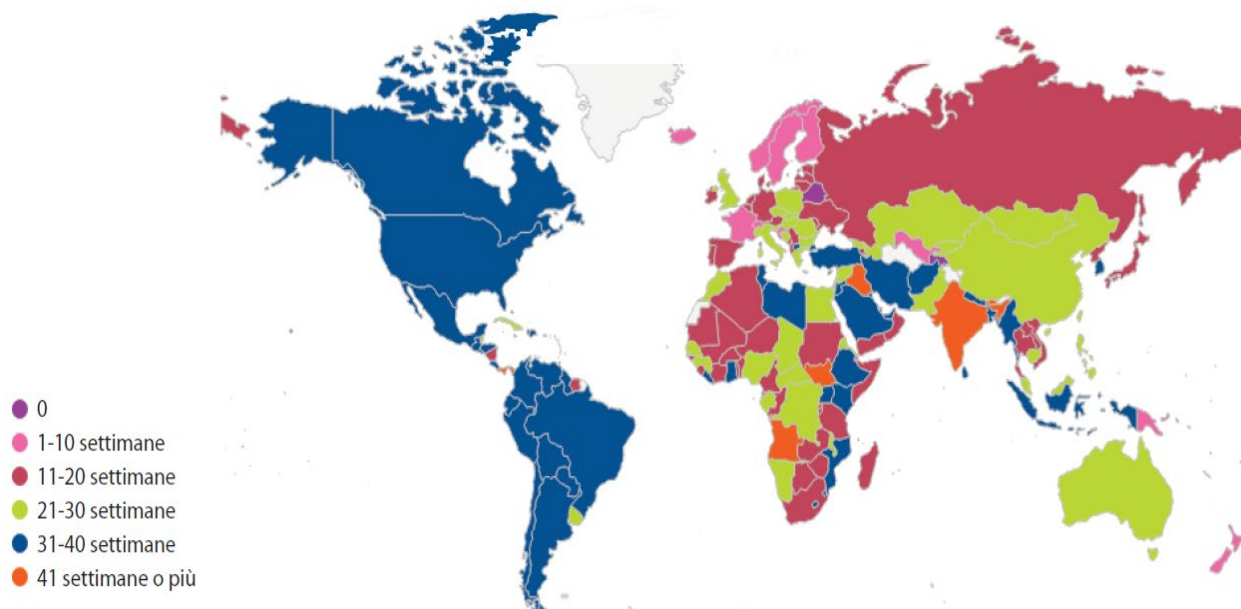 0
1-10 settimane
11-20 settimane
21-30 settimane
31-40 settimane
41 settimane o più